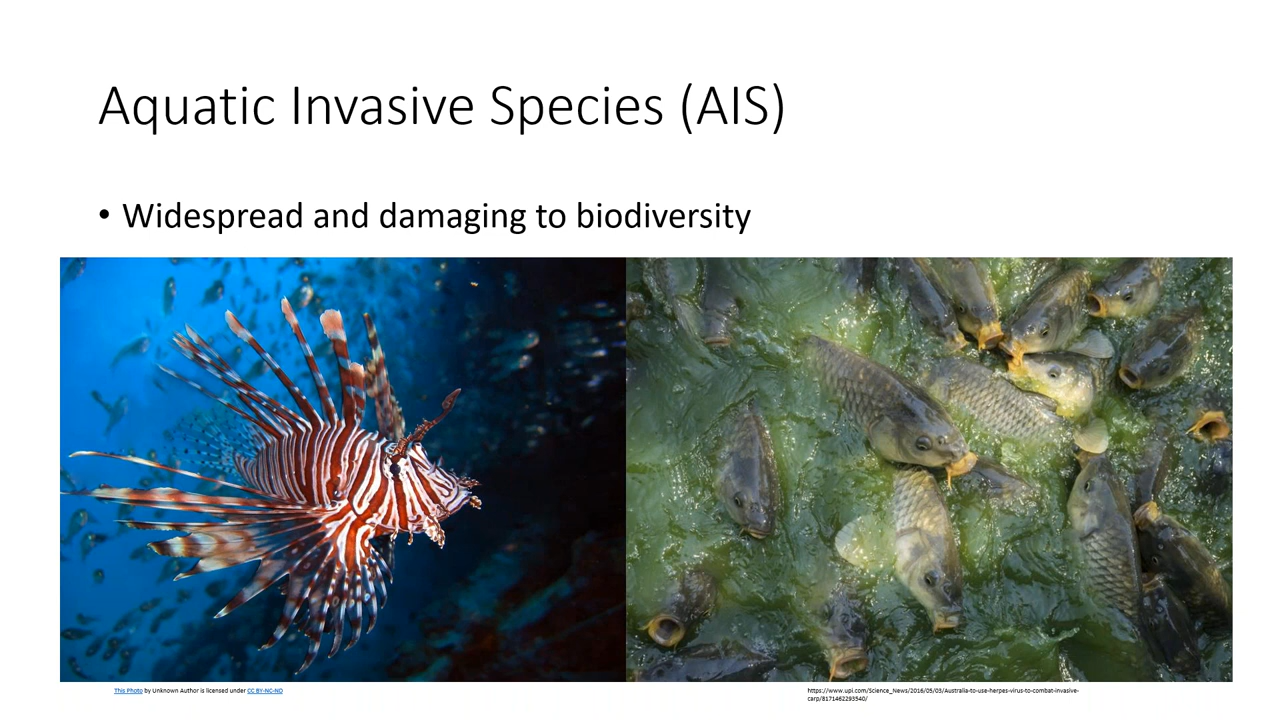 Aquatic Invasive Species (AIS)
• Widespread and damaging to biodiversity
This Photo by Unknown Author is licensed under CC BY-NC-ND
https://www.upi.com/Science_News/2016/05/03/Australia-to-use-herpes-virus-to-combat-invasive-
carp/8171462293540/